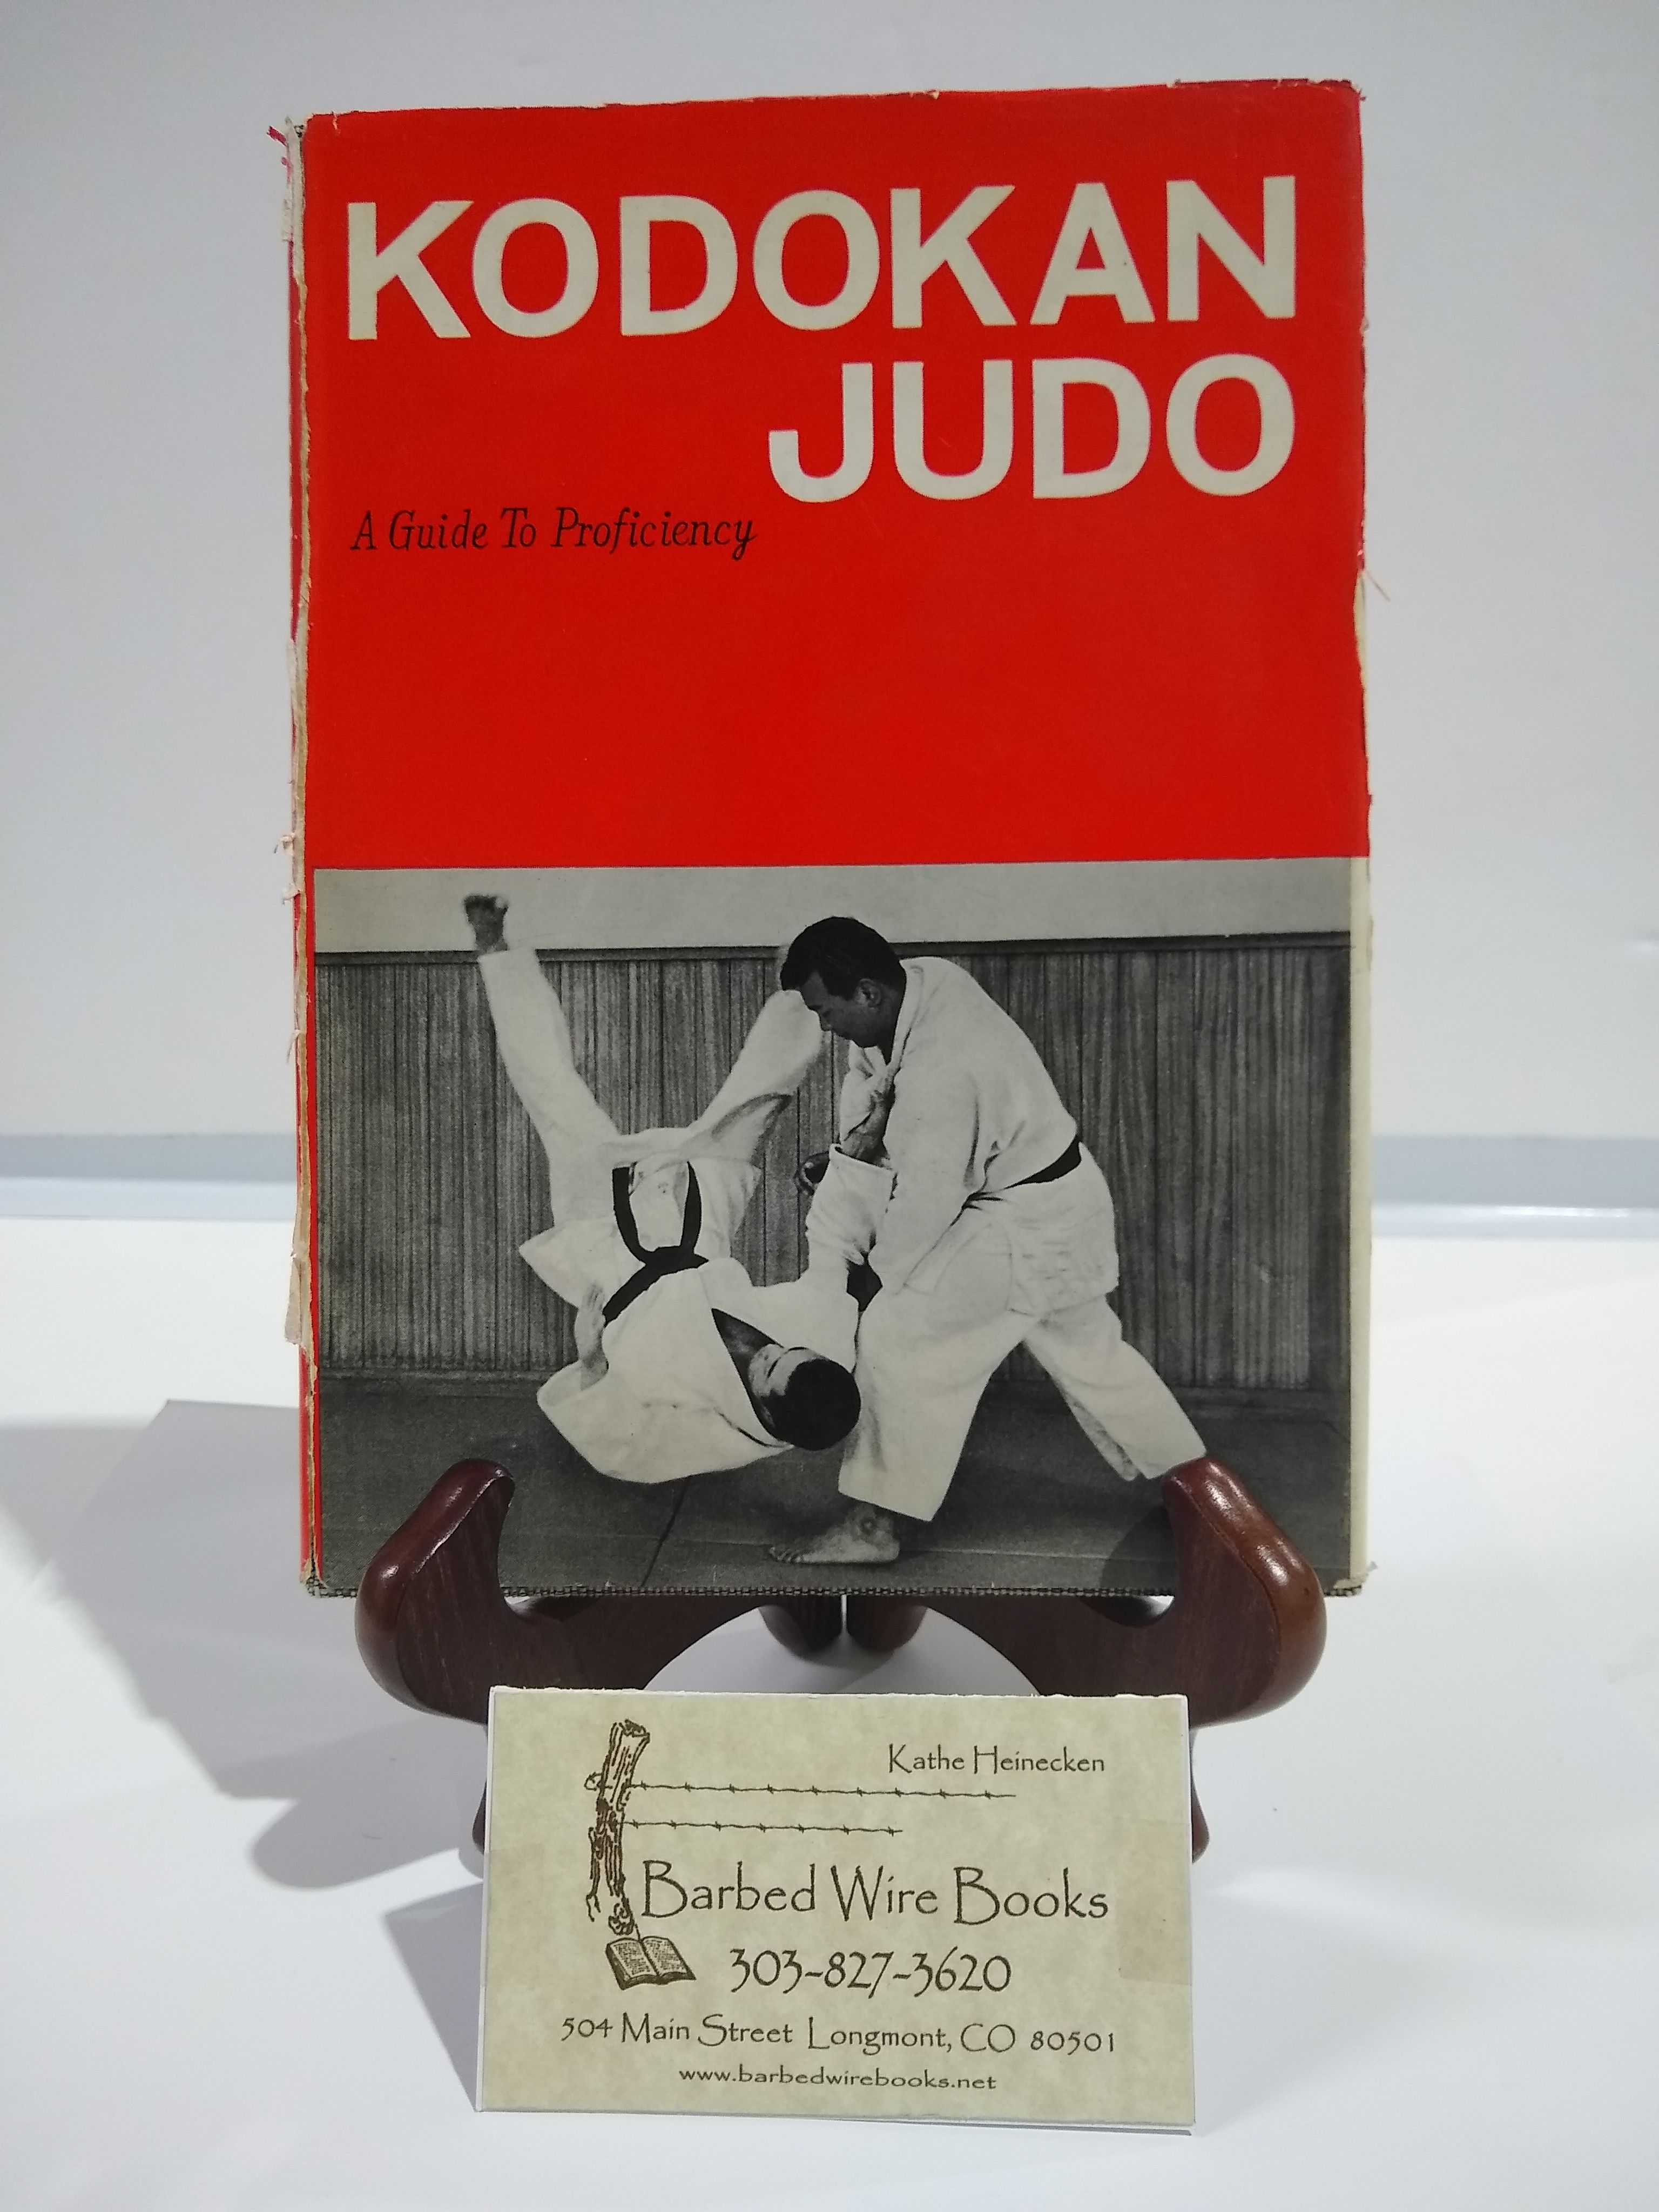 KODOKAN
JUDO
A Guide To Proficiency
Kathe Heinecken
Barbed Wire Books
303-827-3620
504 Main Street Longmont, CO 80501
www.barbedwirebooks.net